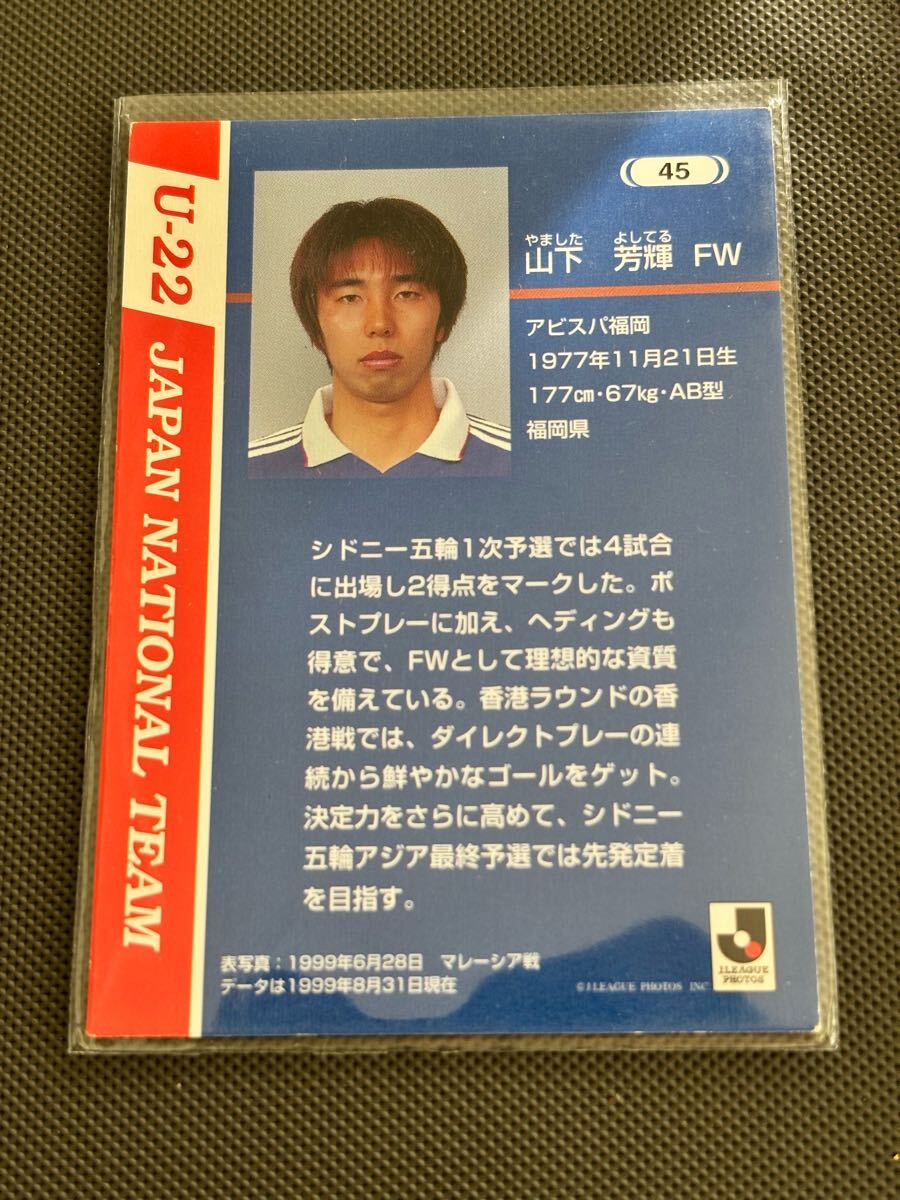 U-22 JAPAN NATIONAL TEAM
45
やました よしてる
山下 芳輝 FW
アビスパ福岡
1977年11月21日生
177㎝・67㎏・AB型
福岡県
シドニー五輪1次予選では4試合
に出場し2得点をマークした。ポ
ストプレーに加え、ヘディングも
得意で、FWとして理想的な資質
を備えている。香港ラウンドの香
港戦では、ダイレクトプレーの連
続から鮮やかなゴールをゲット。
決定力をさらに高めて、シドニー
五輪アジア最終予選では先発定着
を目指す。
表写真：1999年6月28日 マレーシア戦
データは1999年8月31日現在
©J.LEAGUE PHOTOS INC
J.LEAGUE
PHOTOS